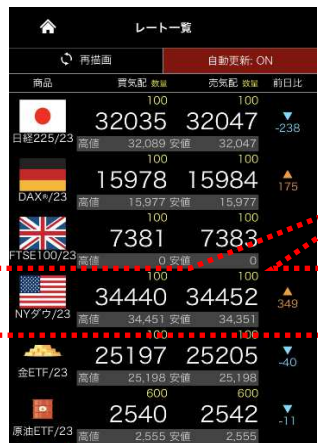 レート一覧
再描画 自動更新: ON
商品 買気配 数量 売気配 数量 前日比
100 100
32035 32047 -238
日経225/23 高値 32,089 安値 32,047
100 100
15978 15984 175
DAX®/23 高値 15,977 安値 15,977
100 100
7381 7383
FTSE100/23 高値 0 安値 0
100 100
34440 34452 349
NYダウ/23 高値 34,451 安値 34,351
100 100
25197 25205 -40
金ETF/23 高値 25,198 安値 25,198
600 600
2540 2542 -11
原油ETF/23 高値 2,555 安値 2,555